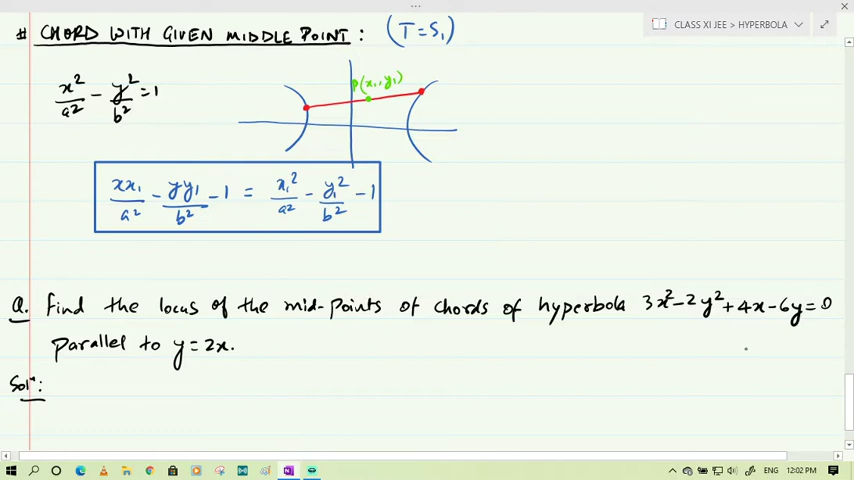 # CHORD WITH GIVEN MIDDLE POINT : (T=S₁)
CLASS XI JEE > HYPERBOLA
x²/a² - y²/b² = 1
P(x₁,y₁)
xx₁/a² - yy₁/b² - 1 = x₁²/a² - y₁²/b² - 1
Q. Find the locus of the mid-points of chords of hyperbola 3x²-2y²+4x-6y=0
parallel to y=2x.
Solⁿ:
ENG 12:02 PM